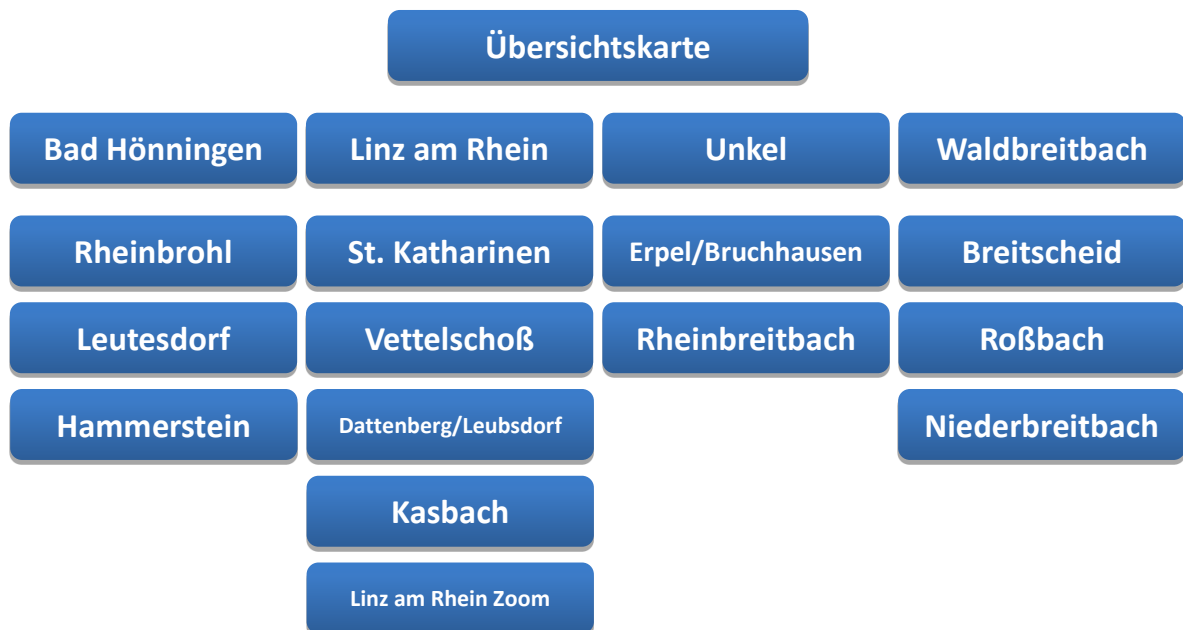 Übersichtskarte
Bad Hönningen
Linz am Rhein
Unkel
Waldbreitbach
Rheinbrohl
St. Katharinen
Erpel/Bruchhausen
Breitscheid
Leutesdorf
Vettelschoß
Rheinbreitbach
Roßbach
Hammerstein
Dattenberg/Leubsdorf
Niederbreitbach
Kasbach
Linz am Rhein Zoom